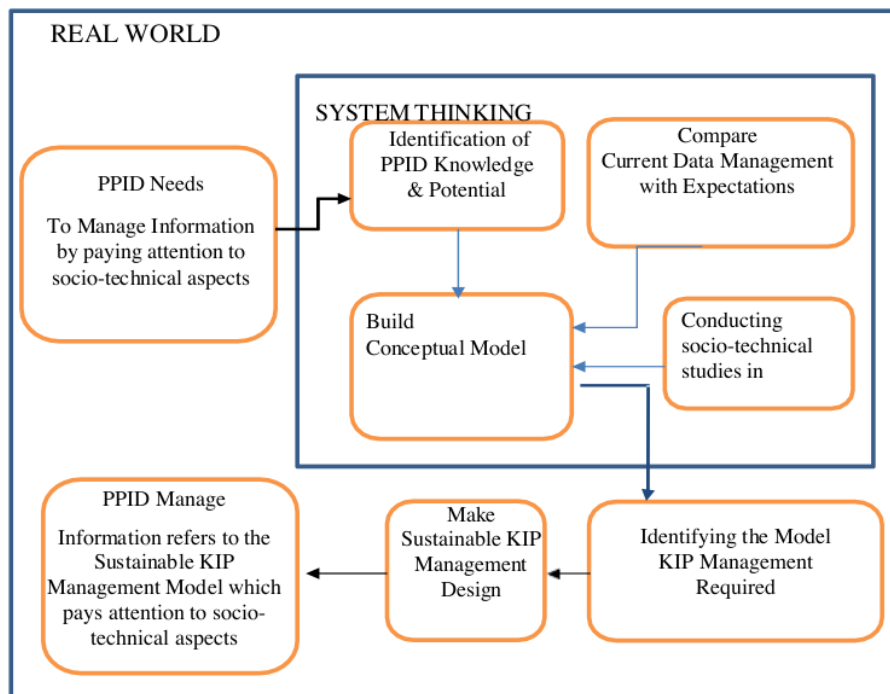 REAL WORLD
SYSTEM THINKING
PPID Needs
To Manage Information
by paying attention to
socio-technical aspects
Identification of
PPID Knowledge
& Potential
Compare
Current Data Management
with Expectations
Build
Conceptual Model
Conducting
socio-technical
studies in
Identifying the Model
KIP Management
Required
Make
Sustainable KIP
Management
Design
PPID Manage
Information refers to the
Sustainable KIP
Management Model which
pays attention to socio-
technical aspects